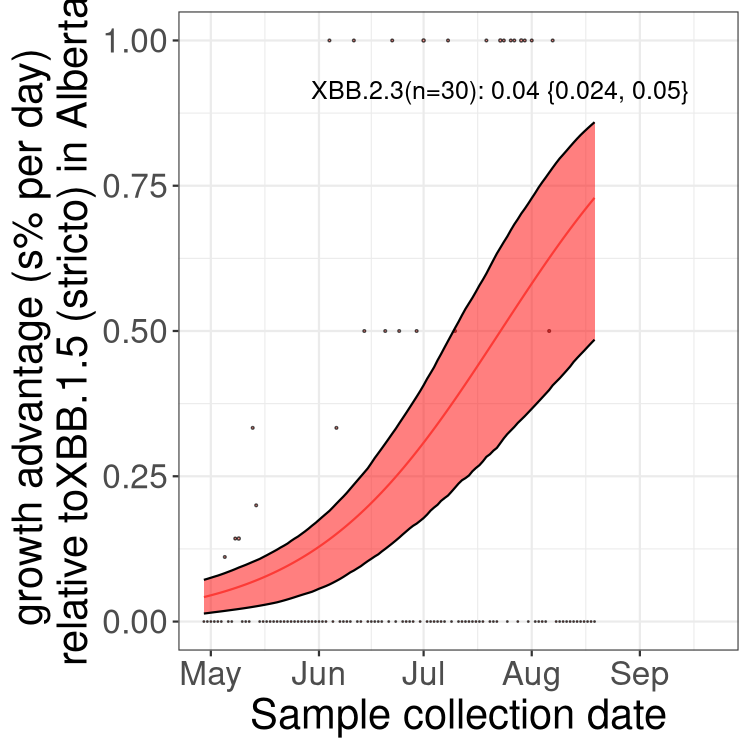 growth advantage (s% per day)
relative toXBB.1.5 (stricto) in Alberta
1.00
XBB.2.3(n=30): 0.04 {0.024, 0.05}
0.75
0.50
0.25
0.00
May Jun Jul Aug Sep
Sample collection date